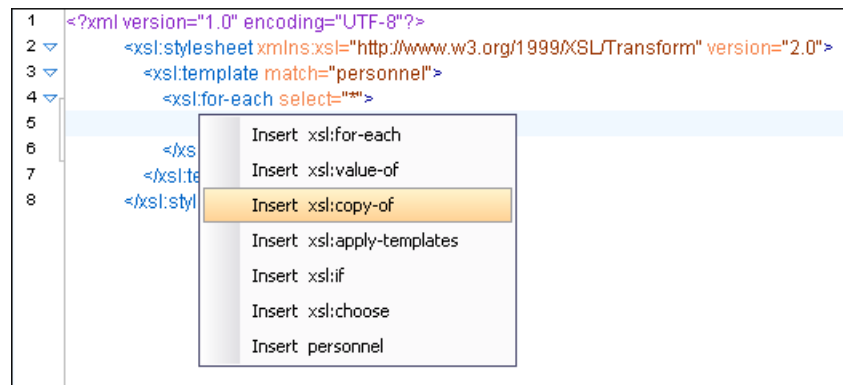 1 <?xml version="1.0" encoding="UTF-8"?>
2 <xsl:stylesheet xmlns:xsl="http://www.w3.org/1999/XSL/Transform" version="2.0">
3 <xsl:template match="personnel">
4 <xsl:for-each select="*">
5
Insert xsl:for-each
6 </xs
Insert xsl:value-of
7 </xsl:te
8 </xsl:styl
Insert xsl:copy-of
Insert xsl:apply-templates
Insert xsl:if
Insert xsl:choose
Insert personnel